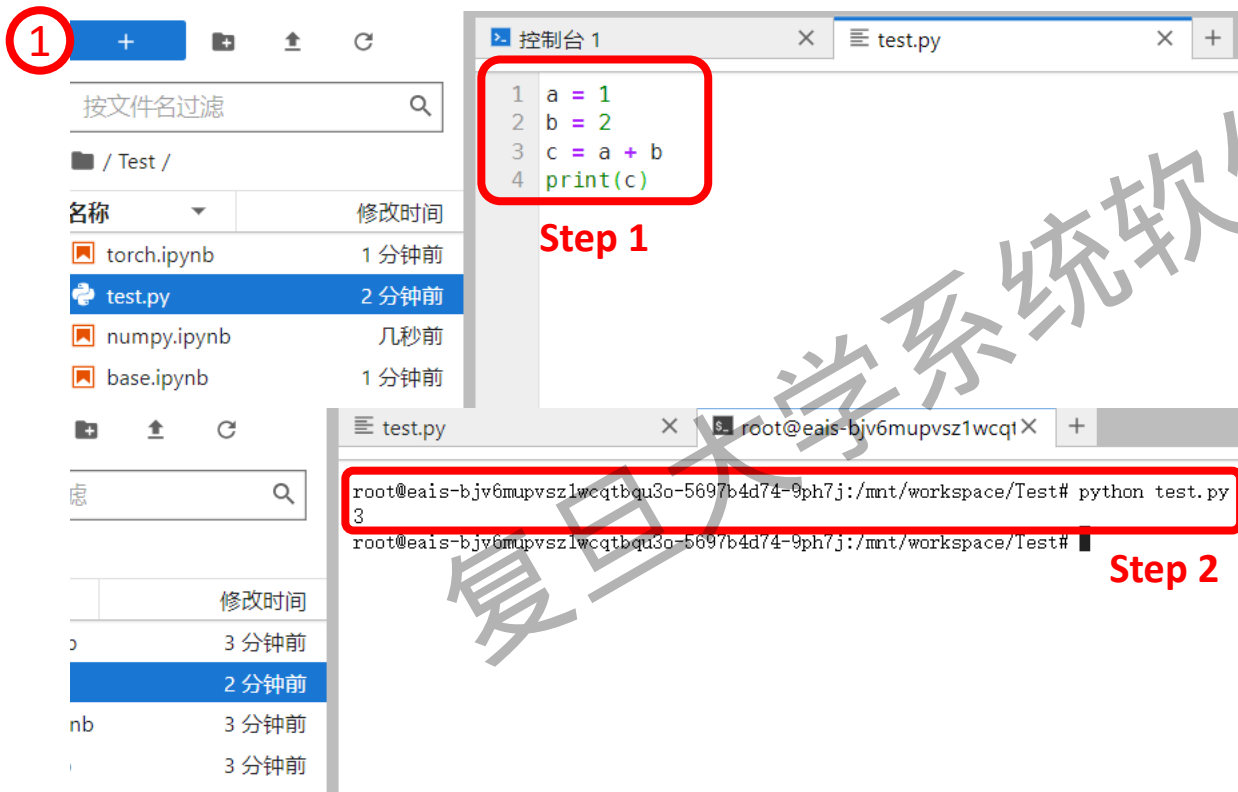 1
+
控制台 1
test.py
按文件名过滤
/ Test /
名称 修改时间
torch.ipynb 1 分钟前
test.py 2 分钟前
numpy.ipynb 几秒前
base.ipynb 1 分钟前
1 a = 1
2 b = 2
3 c = a + b
4 print(c)
Step 1
test.py
root@eais-bjv6mupvsz1wcqt
虑
修改时间
3 分钟前
2 分钟前
nb 3 分钟前
3 分钟前
root@eais-bjv6mupvsz1wcqtbqu3o-5697b4d74-9ph7j:/mnt/workspace/Test# python test.py
3
root@eais-bjv6mupvsz1wcqtbqu3o-5697b4d74-9ph7j:/mnt/workspace/Test#
Step 2
复旦大学系统软